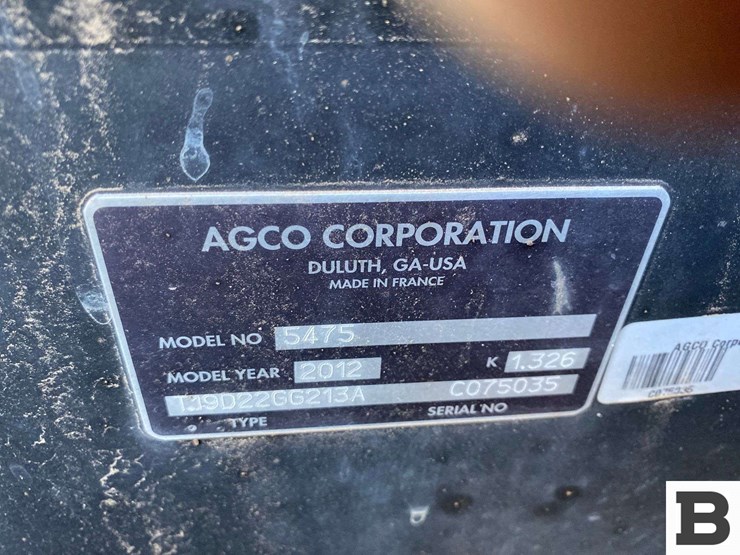 AGCO CORPORATION
DULUTH, GA-USA
MADE IN FRANCE
MODEL NO 5475
MODEL YEAR 2012 K 1.326
TJ9D22GG213A C075035
TYPE SERIAL NO
AGCO Corp
B